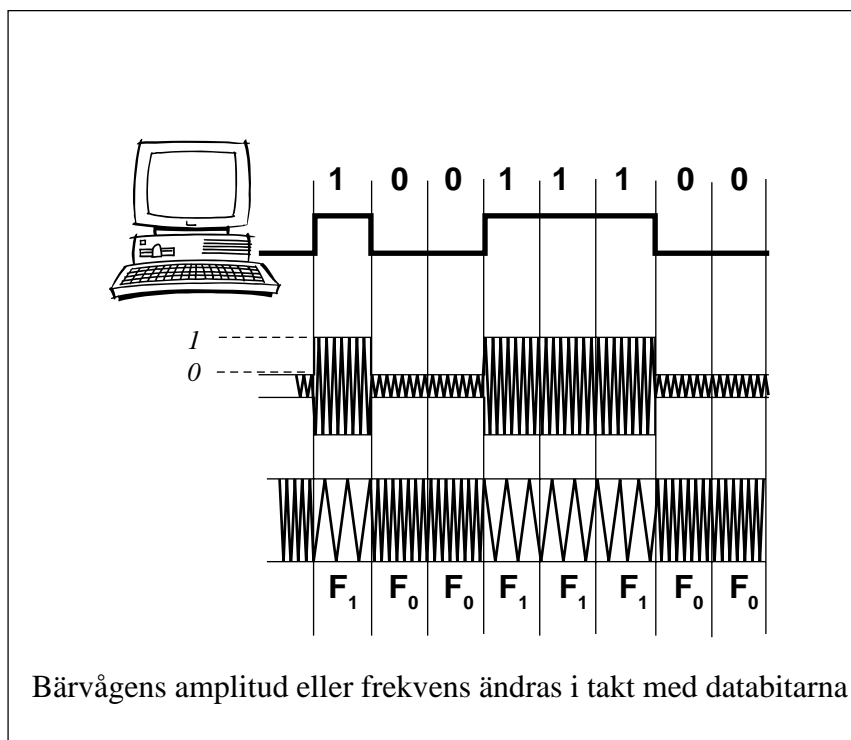 1 0 0 1 1 1 0 0
1
0
F1 F0 F0 F1 F1 F1 F0 F0
Bärvågens amplitud eller frekvens ändras i takt med databitarna